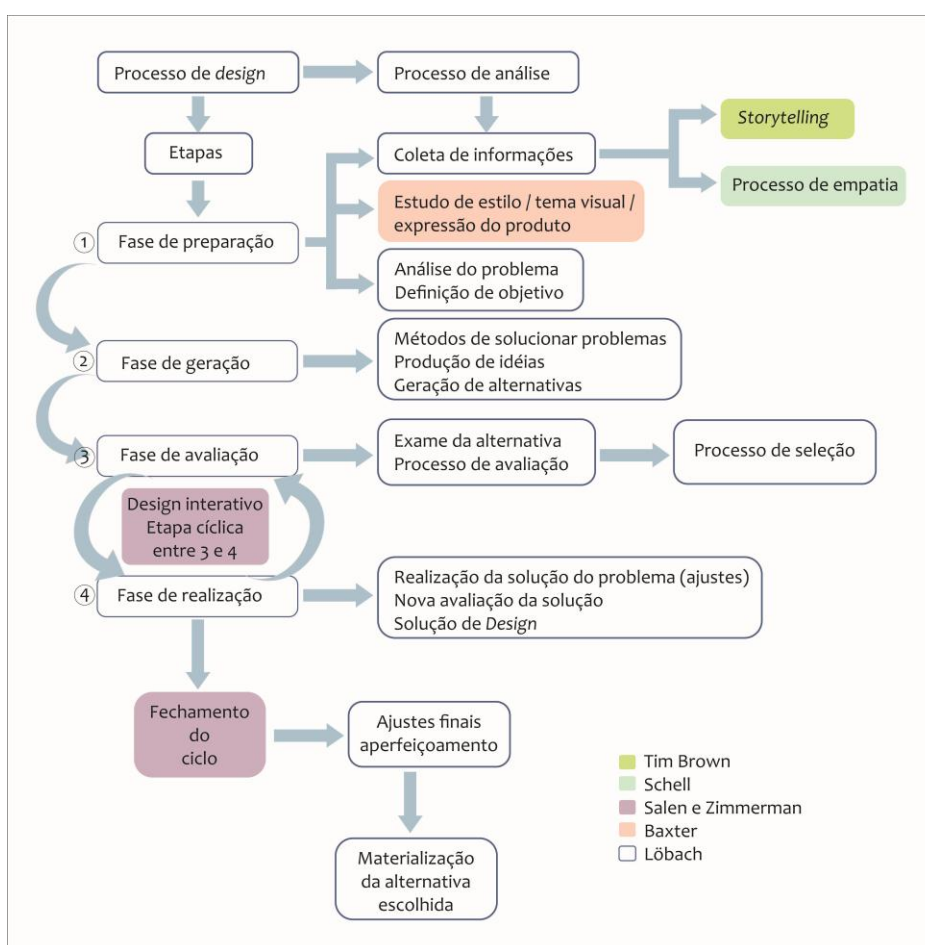 Processo de design
Processo de análise
Storytelling
Etapas
Coleta de informações
Processo de empatia
Estudo de estilo / tema visual /
expressão do produto
1
Fase de preparação
Análise do problema
Definição de objetivo
Métodos de solucionar problemas
2
Fase de geração
Produção de idéias
Geração de alternativas
3
Fase de avaliação
Exame da alternativa
Processo de avaliação
Processo de seleção
Design interativo
Etapa cíclica
entre 3 e 4
4
Fase de realização
Realização da solução do problema (ajustes)
Nova avaliação da solução
Solução de Design
Fechamento
do
ciclo
Ajustes finais
aperfeiçoamento
Tim Brown
Schell
Salen e Zimmerman
Baxter
Löbach
Materialização
da alternativa
escolhida